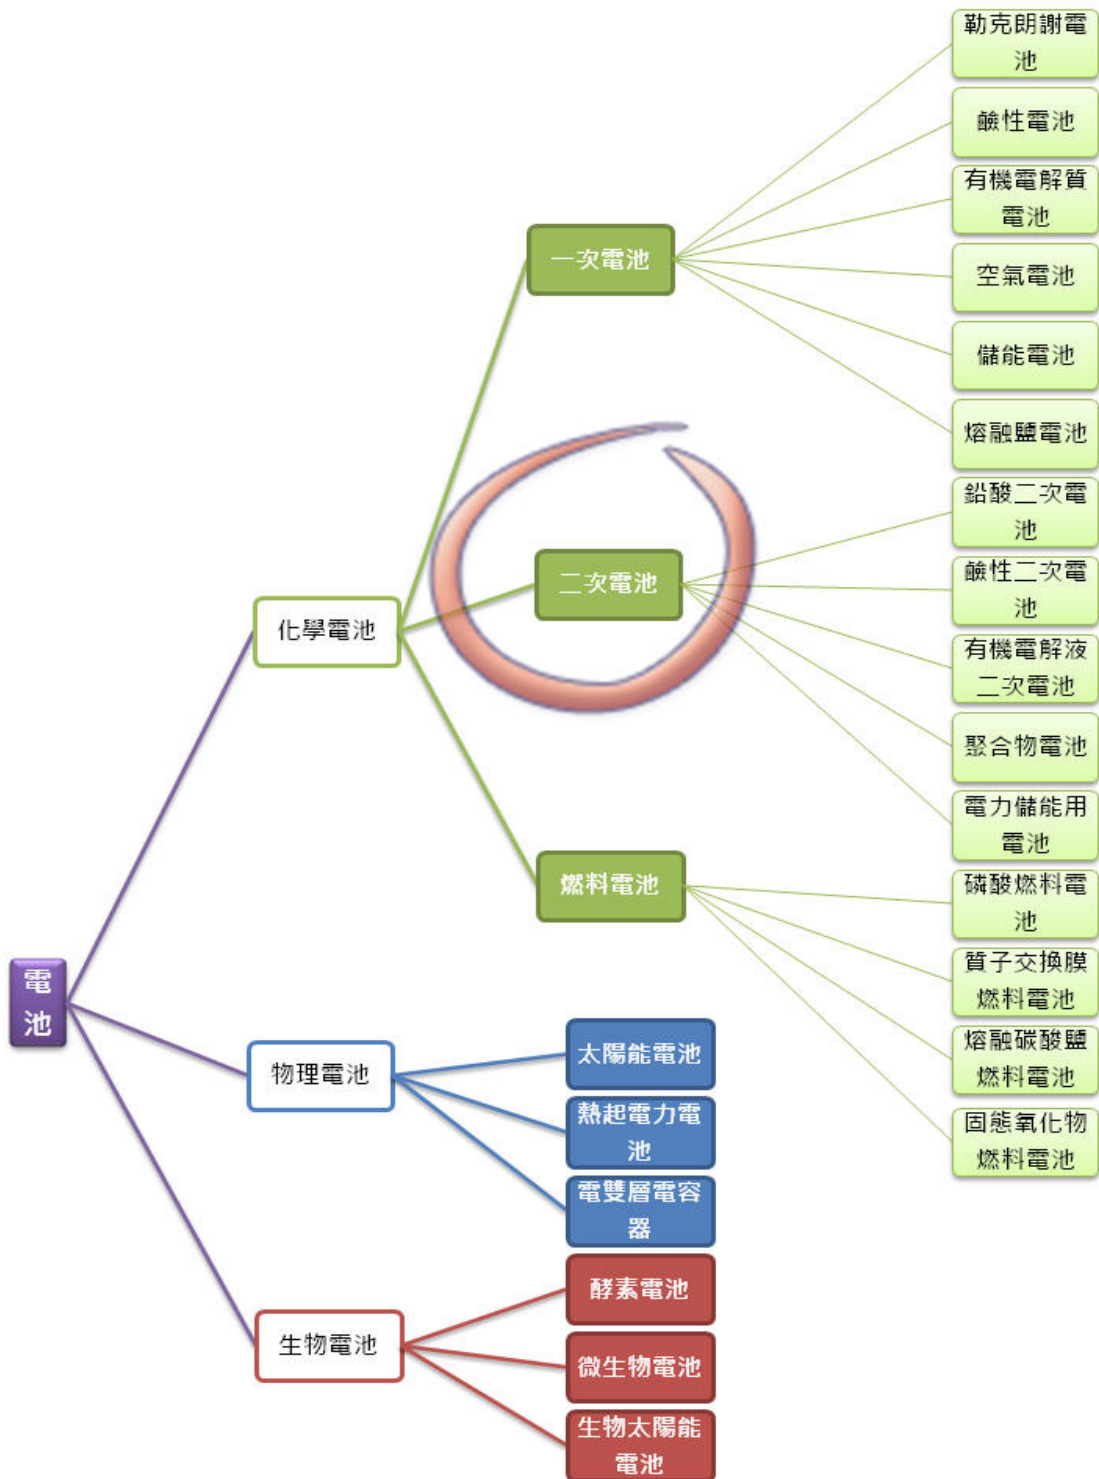 電
池
化學電池
一次電池
勒克朗謝電
池
鹼性電池
有機電解質
電池
空氣電池
儲能電池
熔融鹽電池
二次電池
鉛酸二次電
池
鹼性二次電
池
有機電解液
二次電池
聚合物電池
電力儲能用
電池
燃料電池
磷酸燃料電
池
質子交換膜
燃料電池
熔融碳酸鹽
燃料電池
固態氧化物
燃料電池
物理電池
太陽能電池
熱起電力電
池
電雙層電容
器
生物電池
酵素電池
微生物電池
生物太陽能
電池